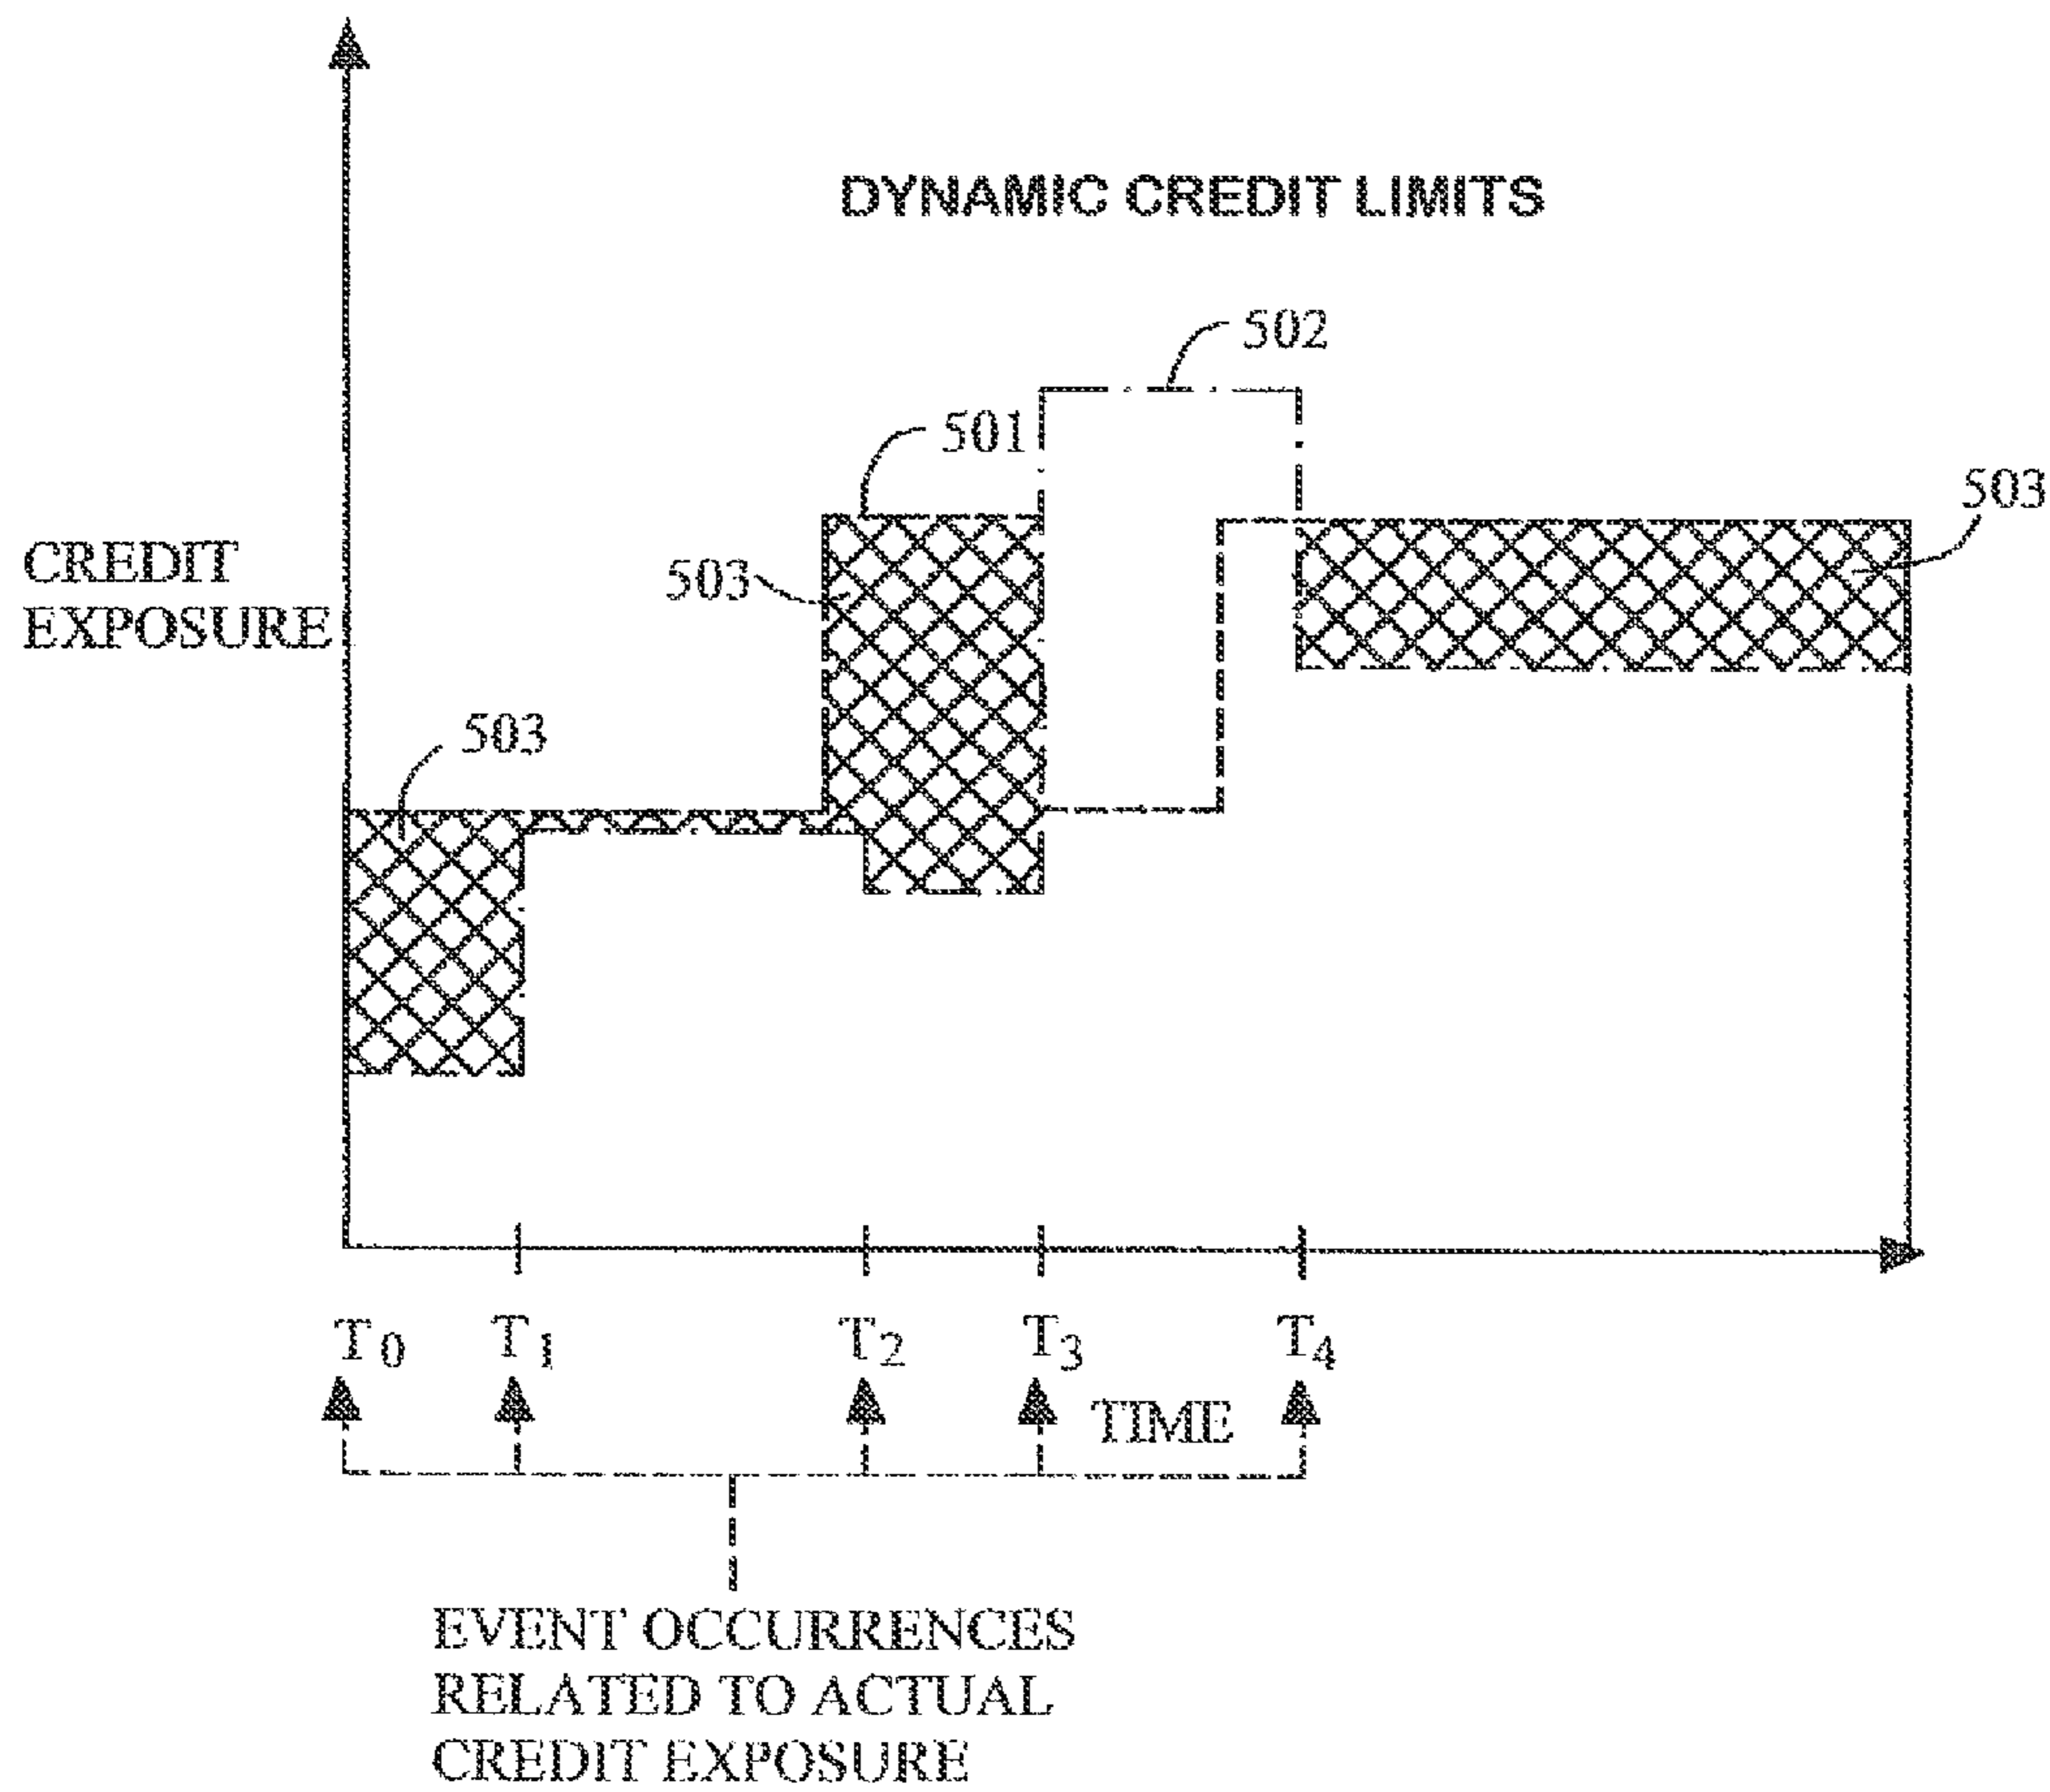 DYNAMIC CREDIT LIMITS
502
501
503
503
CREDIT
EXPOSURE
503
T0 T1 T2 T3 T4
TIME
EVENT OCCURRENCES
RELATED TO ACTUAL
CREDIT EXPOSURE